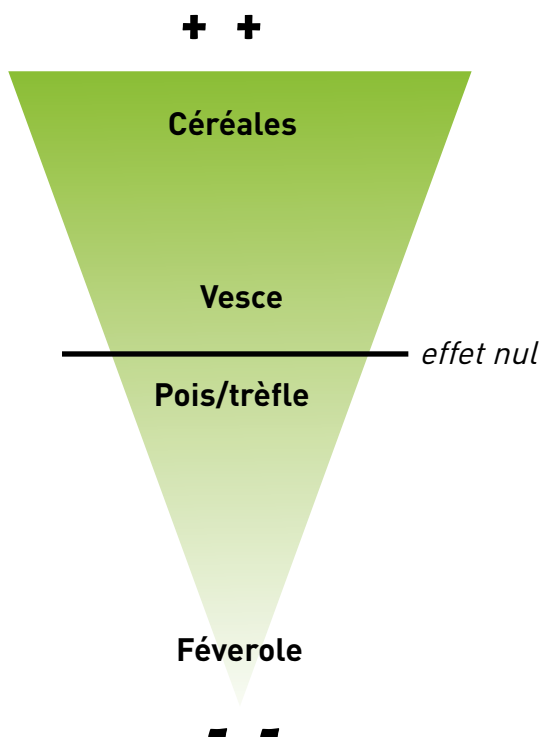 + +
Céréales
Vesce
effet nul
Pois/trèfle
Féverole